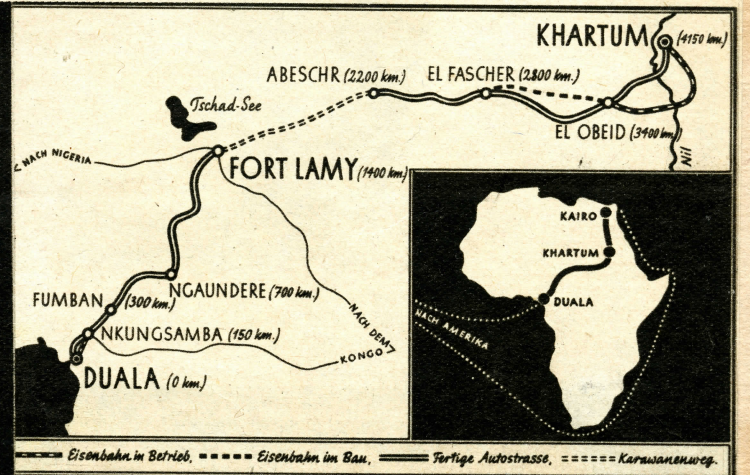 KHARTUM (4150 km.)
ABESCHR (2200 km.) EL FASCHER (2800 km.)
Tschad-See
EL OBEID (3400 km)
Nil
NACH NIGERIA
FORT LAMY (1400 km)
KAIRO
KHARTUM
DUALA
NACH AMERIKA
NGAUNDERE (700 km.)
FUMBAN (300 km.)
NKUNGSAMBA (150 km.)
NACH DEM
KONGO
DUALA (0 km.)
Eisenbahn in Betrieb, Eisenbahn im Bau, Fertige Autostrasse, Karawanenweg.